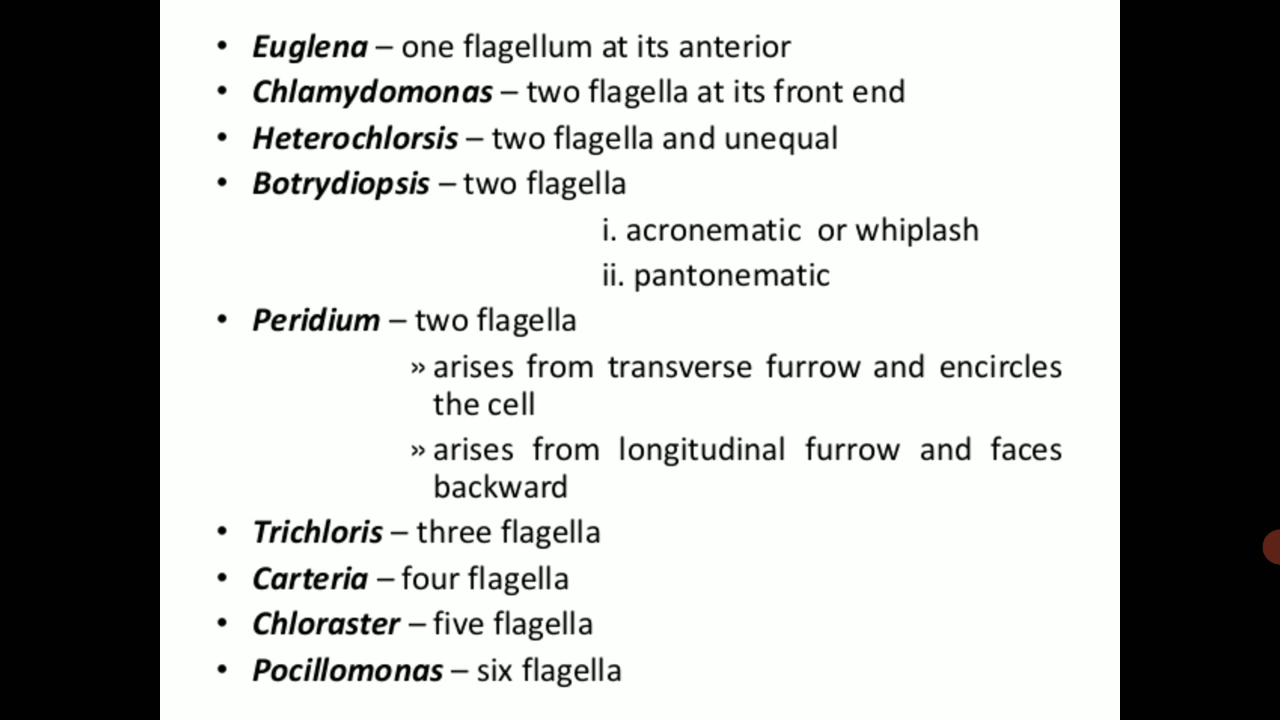 • Euglena – one flagellum at its anterior
• Chlamydomonas – two flagella at its front end
• Heterochlorsis – two flagella and unequal
• Botrydiopsis – two flagella
i. acronematic or whiplash
ii. pantonematic
• Peridium – two flagella
» arises from transverse furrow and encircles
the cell
» arises from longitudinal furrow and faces
backward
• Trichloris – three flagella
• Carteria – four flagella
• Chloraster – five flagella
• Pocillomonas – six flagella